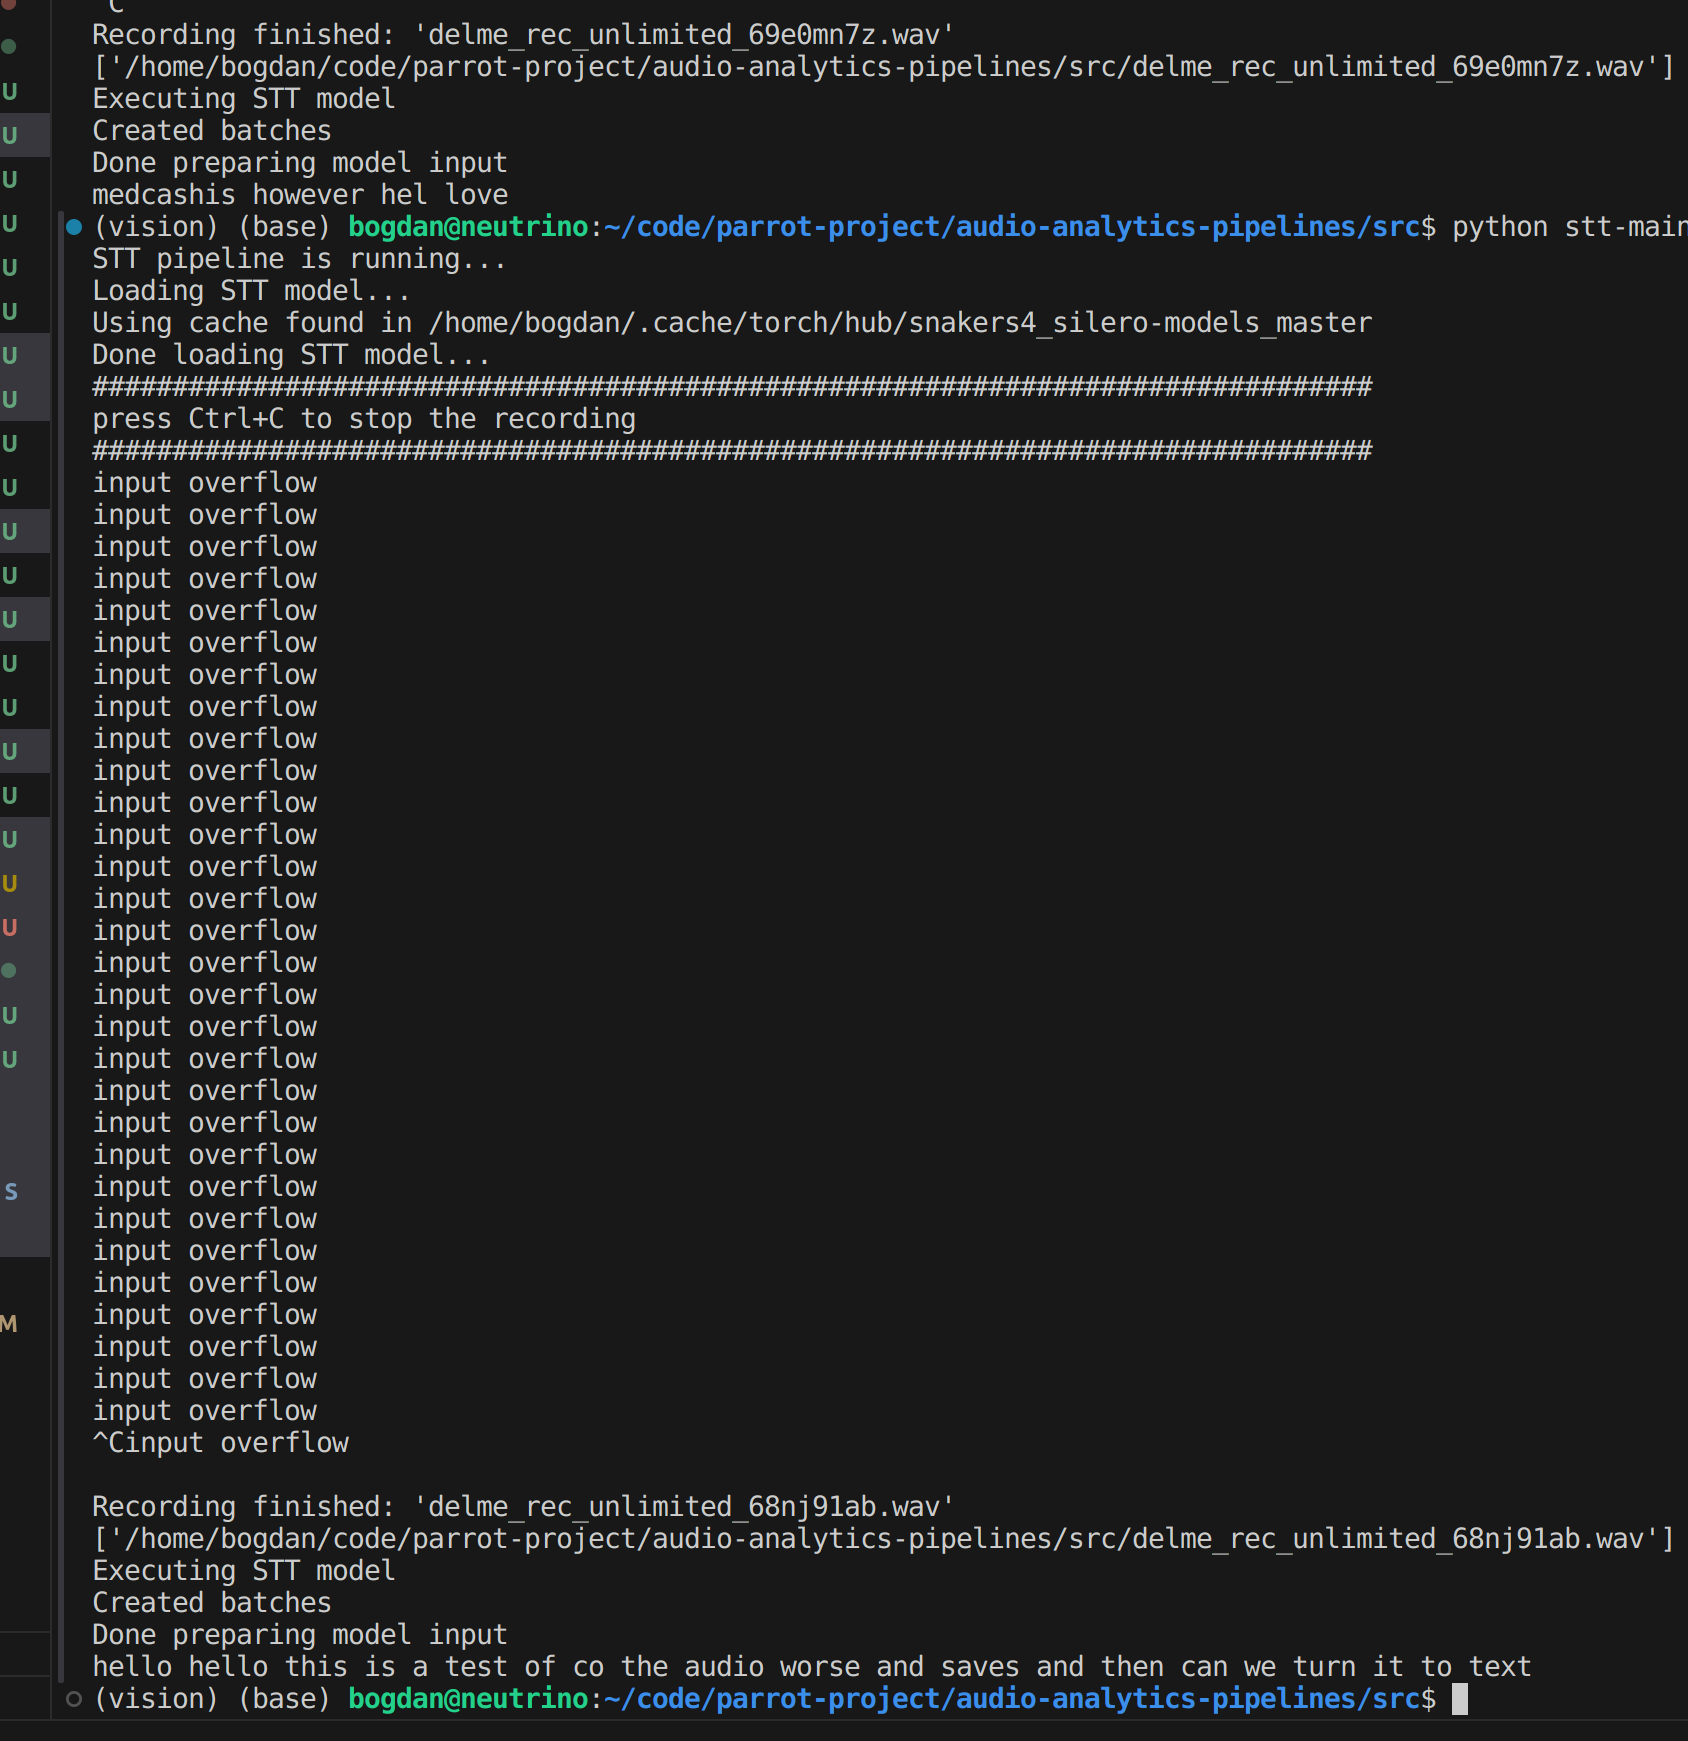 ^C
Recording finished: 'delme_rec_unlimited_69e0mn7z.wav'
['/home/bogdan/code/parrot-project/audio-analytics-pipelines/src/delme_rec_unlimited_69e0mn7z.wav']
U
Executing STT model
Created batches
U
Done preparing model input
U
medcashis however hel love
U
(vision) (base) bogdan@neutrino:~/code/parrot-project/audio-analytics-pipelines/src$ python stt-main
STT pipeline is running...
U
Loading STT model...
U
Using cache found in /home/bogdan/.cache/torch/hub/snakers4_silero-models_master
U
Done loading STT model...
################################################################################
U
press Ctrl+C to stop the recording
U
################################################################################
input overflow
U
input overflow
U
input overflow
U
input overflow
U
input overflow
input overflow
U
input overflow
U
input overflow
input overflow
U
input overflow
U
input overflow
U
input overflow
input overflow
U
input overflow
U
input overflow
input overflow
input overflow
U
input overflow
U
input overflow
input overflow
input overflow
input overflow
input overflow
S
input overflow
input overflow
input overflow
input overflow
M
input overflow
input overflow
input overflow
^Cinput overflow
Recording finished: 'delme_rec_unlimited_68nj91ab.wav'
['/home/bogdan/code/parrot-project/audio-analytics-pipelines/src/delme_rec_unlimited_68nj91ab.wav']
Executing STT model
Created batches
Done preparing model input
hello hello this is a test of co the audio worse and saves and then can we turn it to text
(vision) (base) bogdan@neutrino:~/code/parrot-project/audio-analytics-pipelines/src$